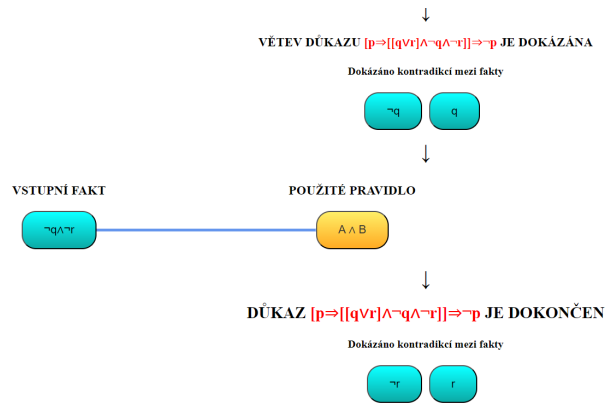 ↓
VĚTEV DŮKAZU [p⇒[[q∨r]∧¬q∧¬r]]⇒¬p JE DOKÁZÁNA
Dokázáno kontradikcí mezi fakty
¬q q
↓
VSTUPNÍ FAKT POUŽITÉ PRAVIDLO
¬q∧¬r A ∧ B
↓
DŮKAZ [p⇒[[q∨r]∧¬q∧¬r]]⇒¬p JE DOKONČEN
Dokázáno kontradikcí mezi fakty
¬r r